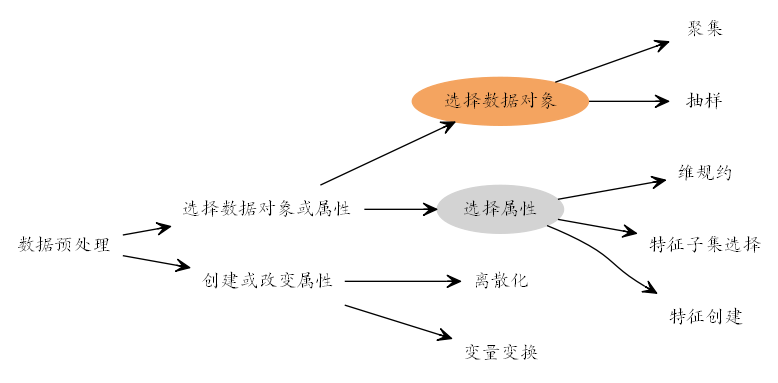 聚集
选择数据对象
抽样
维规约
选择数据对象或属性
选择属性
数据预处理
特征子集选择
创建或改变属性
离散化
特征创建
变量变换